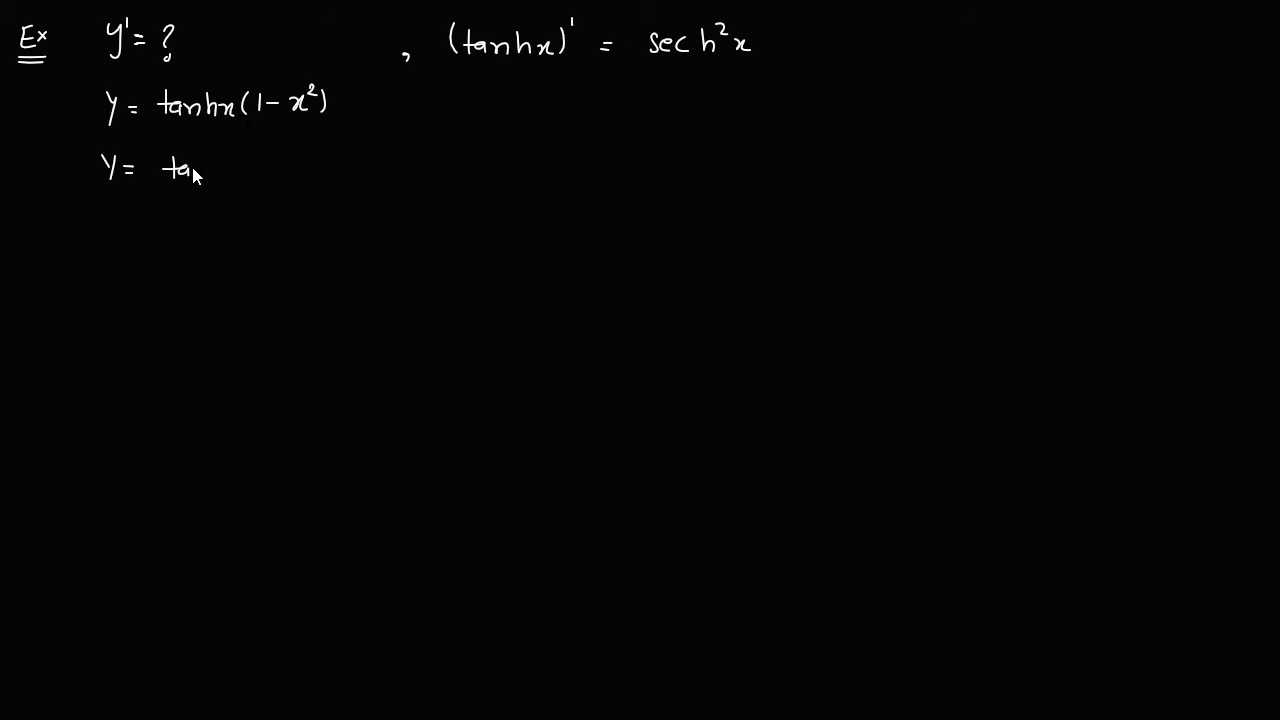 Ex y' = ? , (tanhx)' = sech²x
y = tanhx(1 - x²)
y = ta